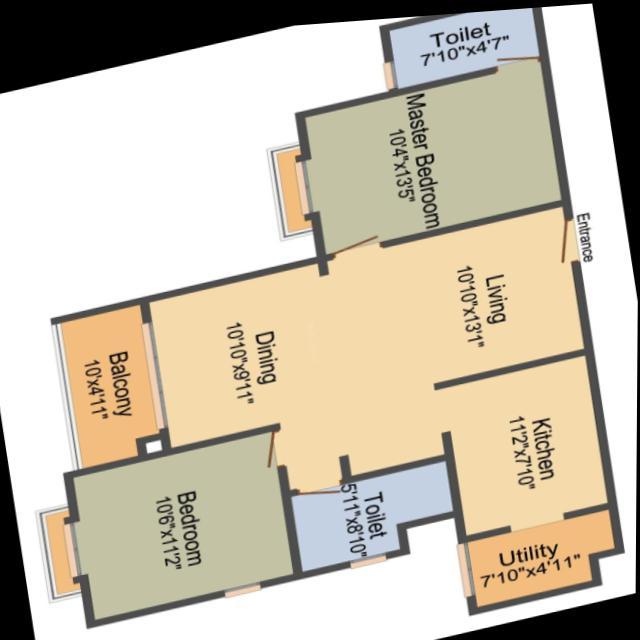 Toilet
7'10"x4'7"
Master Bedroom
10'4"x13'5"
Entrance
Living
10'10"x13'1"
Dining
10'10"x9'11"
Balcony
10'x4'11"
Kitchen
11'2"x7'10"
Bedroom
10'6"x11'2"
Toilet
5'11"x8'10"
Utility
7'10"x4'11"